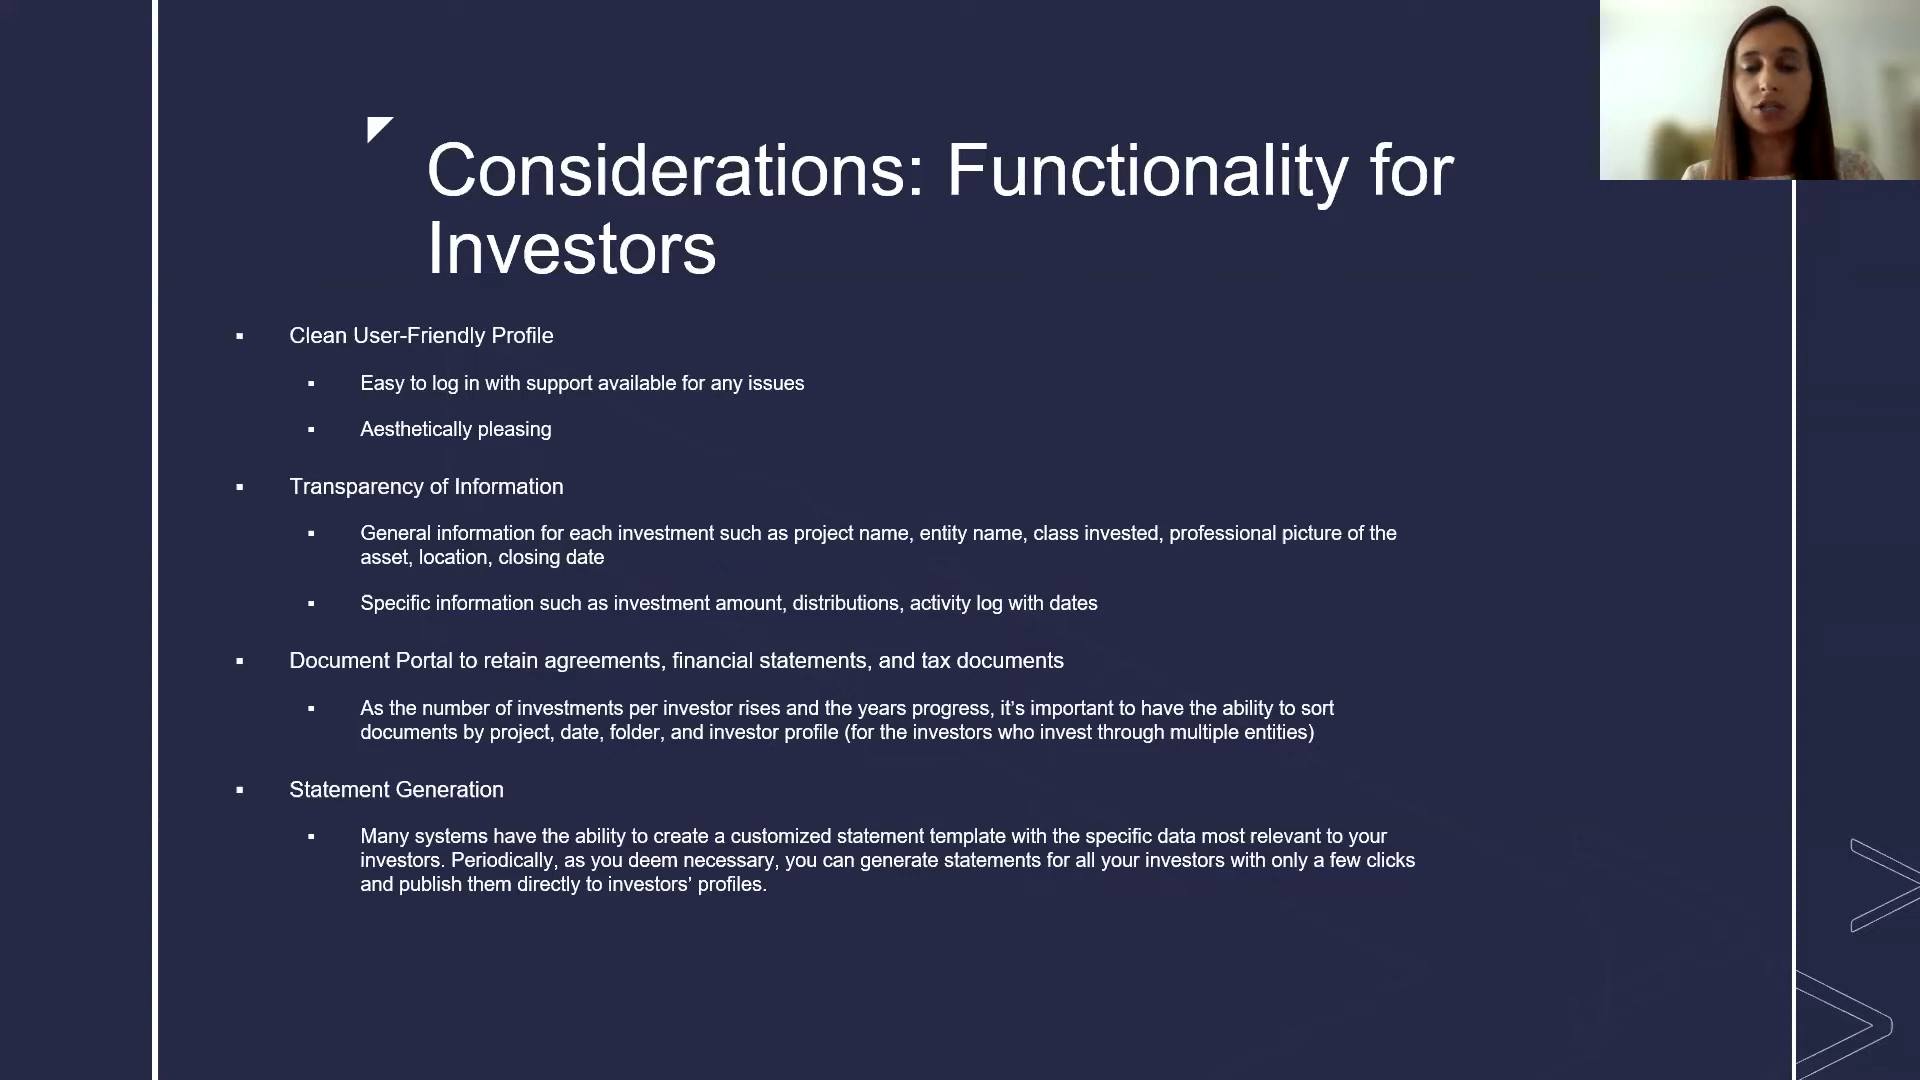 Considerations: Functionality for
Investors
▪ Clean User-Friendly Profile
▪ Easy to log in with support available for any issues
▪ Aesthetically pleasing
▪ Transparency of Information
▪ General information for each investment such as project name, entity name, class invested, professional picture of the
asset, location, closing date
▪ Specific information such as investment amount, distributions, activity log with dates
▪ Document Portal to retain agreements, financial statements, and tax documents
▪ As the number of investments per investor rises and the years progress, it’s important to have the ability to sort
documents by project, date, folder, and investor profile (for the investors who invest through multiple entities)
▪ Statement Generation
▪ Many systems have the ability to create a customized statement template with the specific data most relevant to your
investors. Periodically, as you deem necessary, you can generate statements for all your investors with only a few clicks
and publish them directly to investors’ profiles.